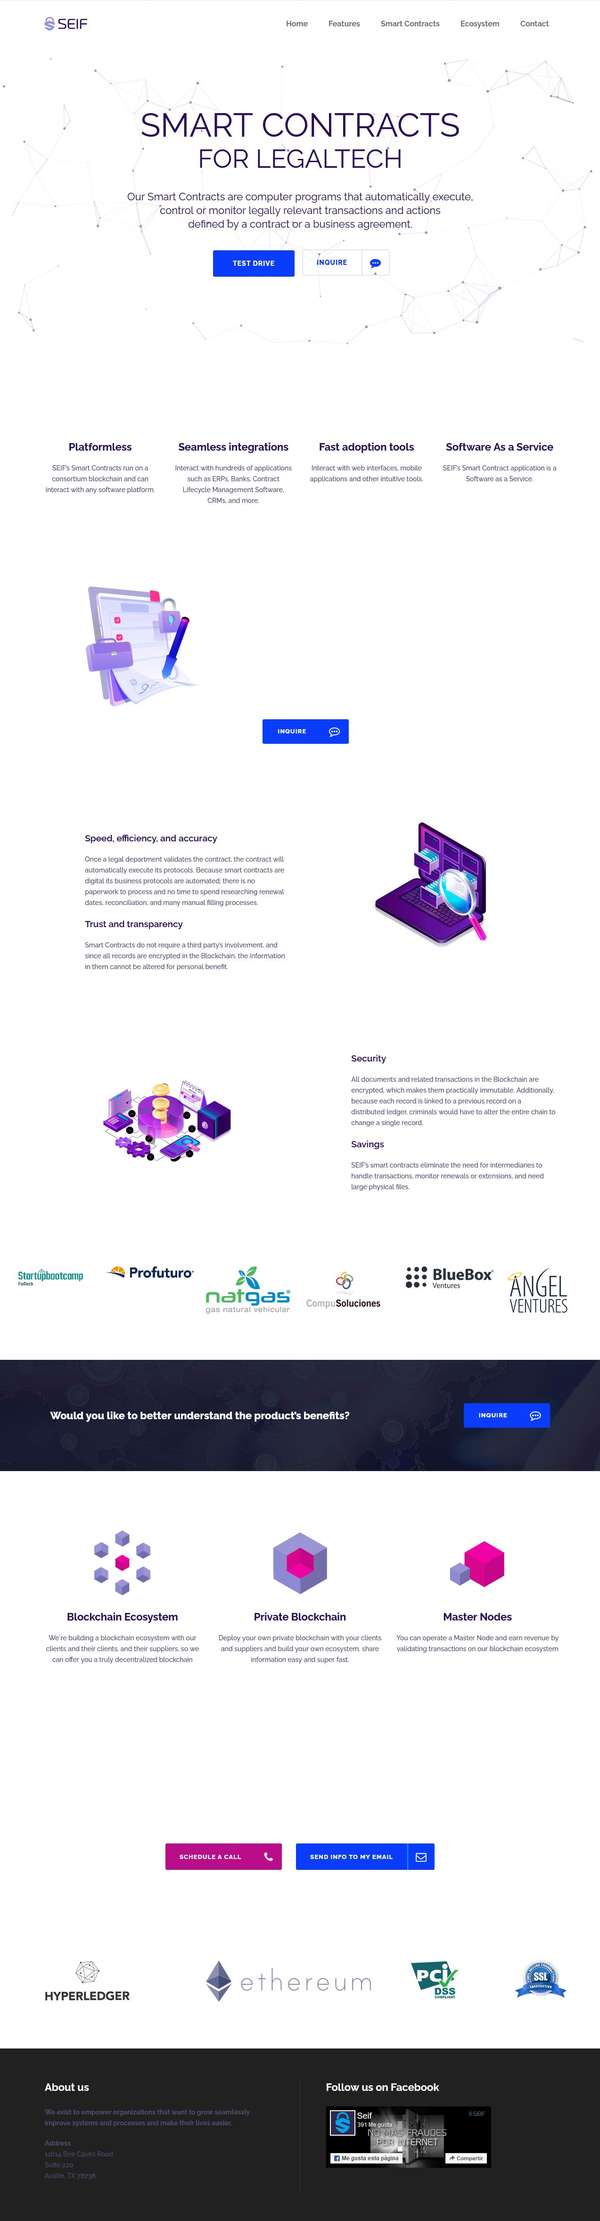 SEIF
Home Features Smart Contracts Ecosystem Contact
SMART CONTRACTS
FOR LEGALTECH
Our Smart Contracts are computer programs that automatically execute,
control or monitor legally relevant transactions and actions
defined by a contract or a business agreement.
TEST DRIVE
INQUIRE
Platformless
SEIF's Smart Contracts run on a
consortium blockchain and can
interact with any software platform.
Seamless integrations
Interact with hundreds of applications
such as ERPs, Banks, Contract
Lifecycle Management Software,
CRMs, and more.
Fast adoption tools
Interact with web interfaces, mobile
applications and other intuitive tools.
Software As a Service
SEIF's Smart Contract application is a
Software as a Service.
INQUIRE
Speed, efficiency, and accuracy
Once a legal department validates the contract, the contract will
automatically execute its protocols. Because smart contracts are
digital its business protocols are automated; there is no
paperwork to process and no time to spend researching renewal
dates, reconciliation, and many manual filling processes.
Trust and transparency
Smart Contracts do not require a third party's involvement, and
since all records are encrypted in the Blockchain, the information
in them cannot be altered for personal benefit.
Security
All documents and related transactions in the Blockchain are
encrypted, which makes them practically immutable. Additionally,
because each record is linked to a previous record on a
distributed ledger, criminals would have to alter the entire chain to
change a single record.
Savings
SEIF's smart contracts eliminate the need for intermediaries to
handle transactions, monitor renewals or extensions, and need
large physical files.
Startupbootcamp
FinTech
Profuturo
natgas
gas natural vehicular
CompuSoluciones
BlueBox
Ventures
ANGEL
VENTURES
Would you like to better understand the product's benefits?
INQUIRE
Blockchain Ecosystem
We're building a blockchain ecosystem with our
clients and their clients, and their suppliers, so we
can offer you a truly decentralized blockchain
Private Blockchain
Deploy your own private blockchain with your clients
and suppliers and build your own ecosystem, share
information easy and super fast.
Master Nodes
You can operate a Master Node and earn revenue by
validating transactions on our blockchain ecosystem
SCHEDULE A CALL
SEND INFO TO MY EMAIL
HYPERLEDGER
ethereum
PCI
DSS
COMPLIANT
SSL
About us
We exist to empower organizations that want to grow seamlessly
improve systems and processes and make their lives easier.
Address
11614 Bee Caves Road
Suite 220
Austin, TX 78738
Follow us on Facebook
Seif
391 Me gusta
SEIF
NO MÁS FRAUDES
POR INTERNET
Me gusta esta página
Compartir